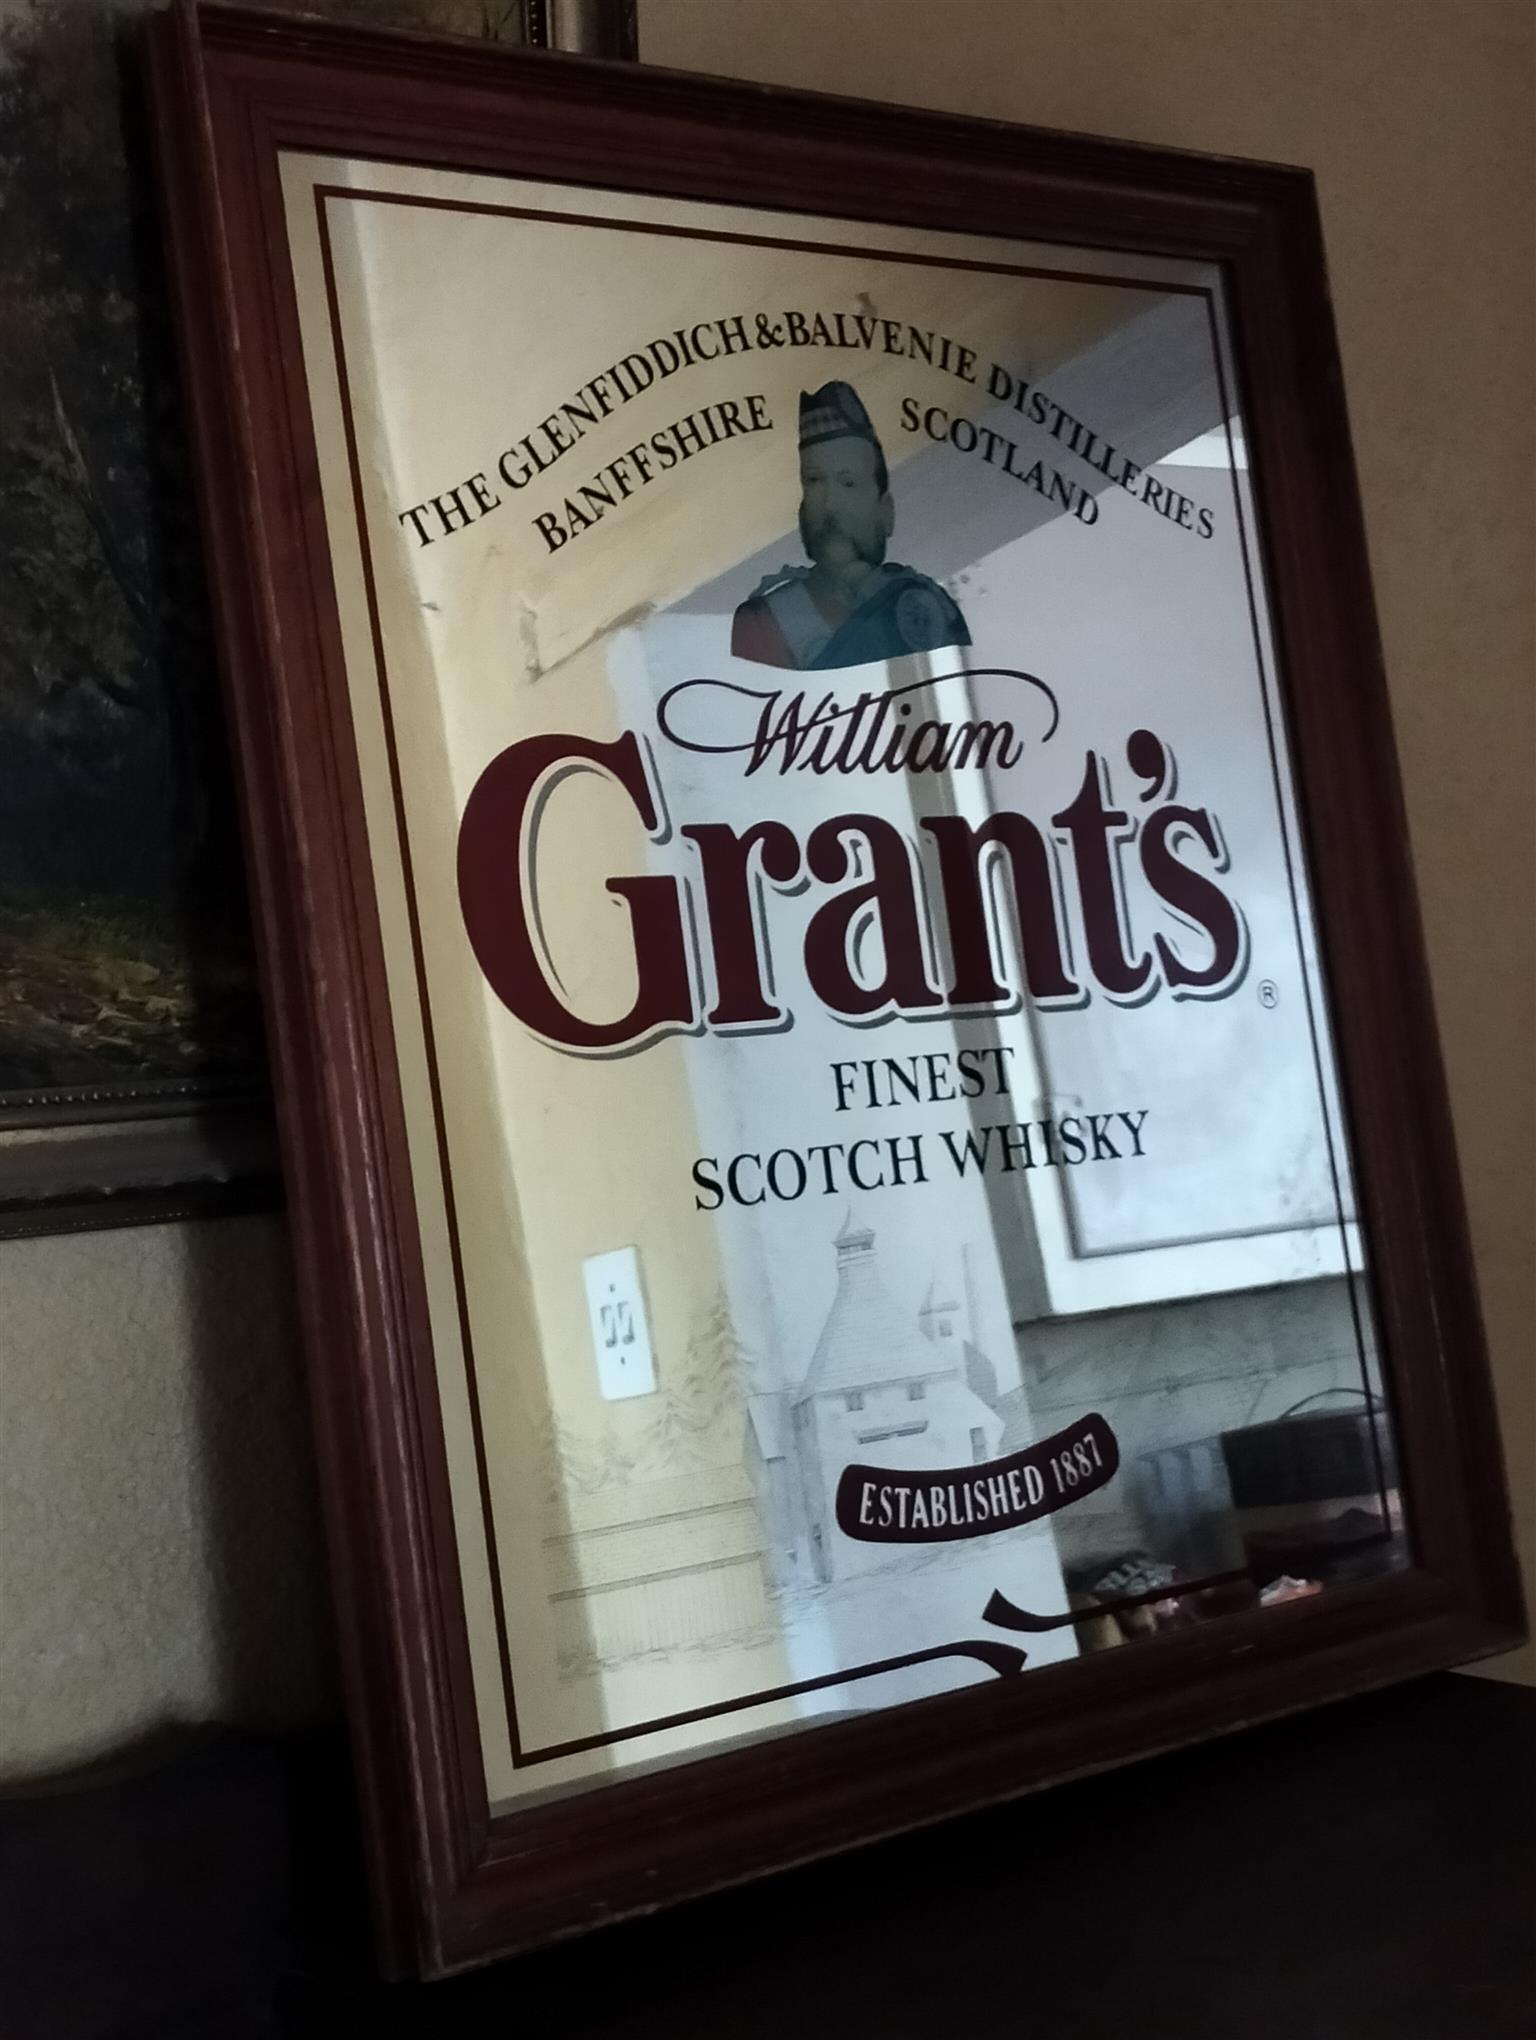 THE GLENFIDDICH & BALVENIE DISTILLERIES
BANFFSHIRE SCOTLAND
William
Grant's ®
FINEST
SCOTCH WHISKY
ESTABLISHED 1887